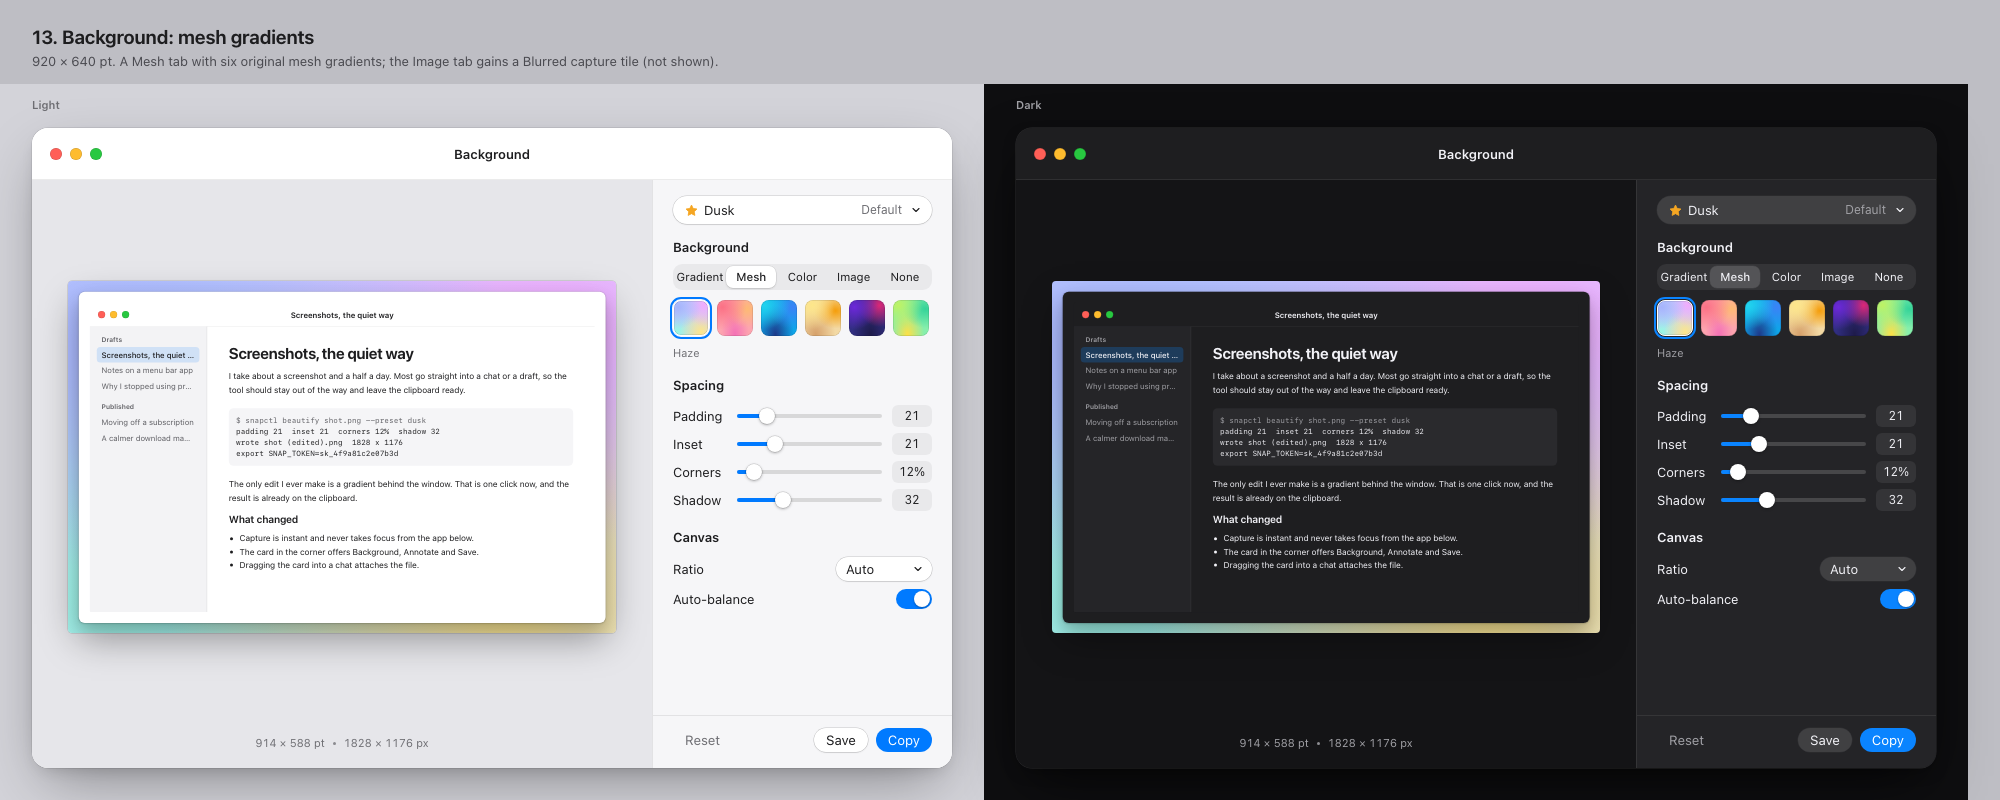 13. Background: mesh gradients
920 × 640 pt. A Mesh tab with six original mesh gradients; the Image tab gains a Blurred capture tile (not shown).
Light
Background
Screenshots, the quiet way
Drafts
Screenshots, the quiet ...
Notes on a menu bar app
Why I stopped using pr...
Published
Moving off a subscription
A calmer download ma...
Screenshots, the quiet way
I take about a screenshot and a half a day. Most go straight into a chat or a draft, so the
tool should stay out of the way and leave the clipboard ready.
$ snapctl beautify shot.png --preset dusk
padding 21  inset 21  corners 12%  shadow 32
wrote shot (edited).png  1828 x 1176
export SNAP_TOKEN=sk_4f9a81c2e07b3d
The only edit I ever make is a gradient behind the window. That is one click now, and the
result is already on the clipboard.
What changed
• Capture is instant and never takes focus from the app below.
• The card in the corner offers Background, Annotate and Save.
• Dragging the card into a chat attaches the file.
914 × 588 pt • 1828 × 1176 px
Dusk Default
Background
Gradient Mesh Color Image None
Haze
Spacing
Padding 21
Inset 21
Corners 12%
Shadow 32
Canvas
Ratio Auto
Auto-balance
Reset Save Copy
Dark
Background
Screenshots, the quiet way
Drafts
Screenshots, the quiet ...
Notes on a menu bar app
Why I stopped using pr...
Published
Moving off a subscription
A calmer download ma...
Screenshots, the quiet way
I take about a screenshot and a half a day. Most go straight into a chat or a draft, so the
tool should stay out of the way and leave the clipboard ready.
$ snapctl beautify shot.png --preset dusk
padding 21  inset 21  corners 12%  shadow 32
wrote shot (edited).png  1828 x 1176
export SNAP_TOKEN=sk_4f9a81c2e07b3d
The only edit I ever make is a gradient behind the window. That is one click now, and the
result is already on the clipboard.
What changed
• Capture is instant and never takes focus from the app below.
• The card in the corner offers Background, Annotate and Save.
• Dragging the card into a chat attaches the file.
914 × 588 pt • 1828 × 1176 px
Dusk Default
Background
Gradient Mesh Color Image None
Haze
Spacing
Padding 21
Inset 21
Corners 12%
Shadow 32
Canvas
Ratio Auto
Auto-balance
Reset Save Copy